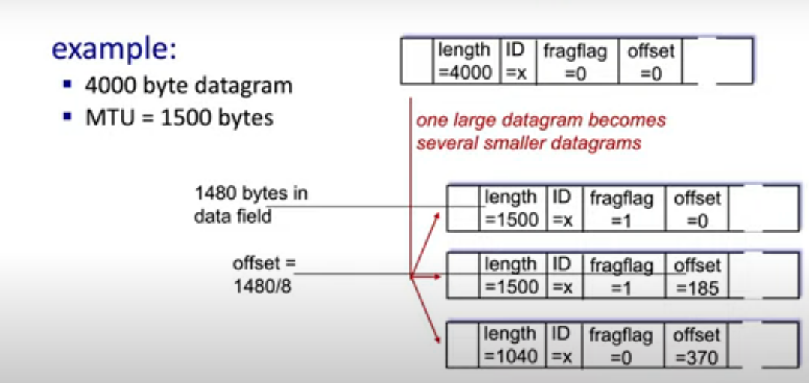 example:
▪ 4000 byte datagram
▪ MTU = 1500 bytes
length ID fragflag offset
=4000 =x =0 =0
one large datagram becomes
several smaller datagrams
1480 bytes in
data field
length ID fragflag offset
=1500 =x =1 =0
offset =
1480/8
length ID fragflag offset
=1500 =x =1 =185
length ID fragflag offset
=1040 =x =0 =370